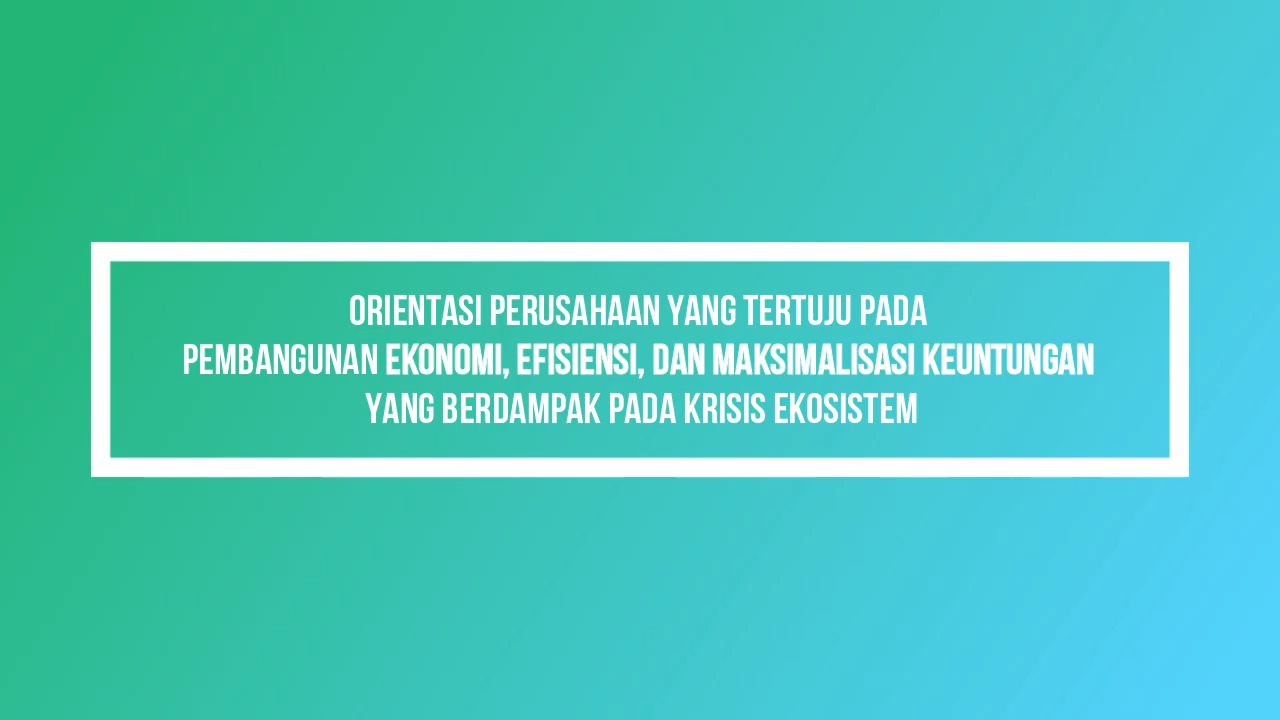 ORIENTASI PERUSAHAAN YANG TERTUJU PADA
PEMBANGUNAN EKONOMI, EFISIENSI, DAN MAKSIMALISASI KEUNTUNGAN
YANG BERDAMPAK PADA KRISIS EKOSISTEM